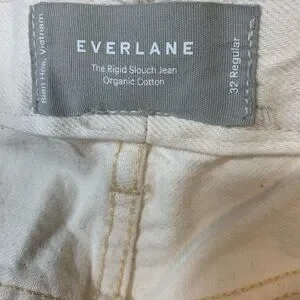 EVERLANE
The Rigid Slouch Jean
Organic Cotton
Bien Hoa, Vietnam
32 Regular